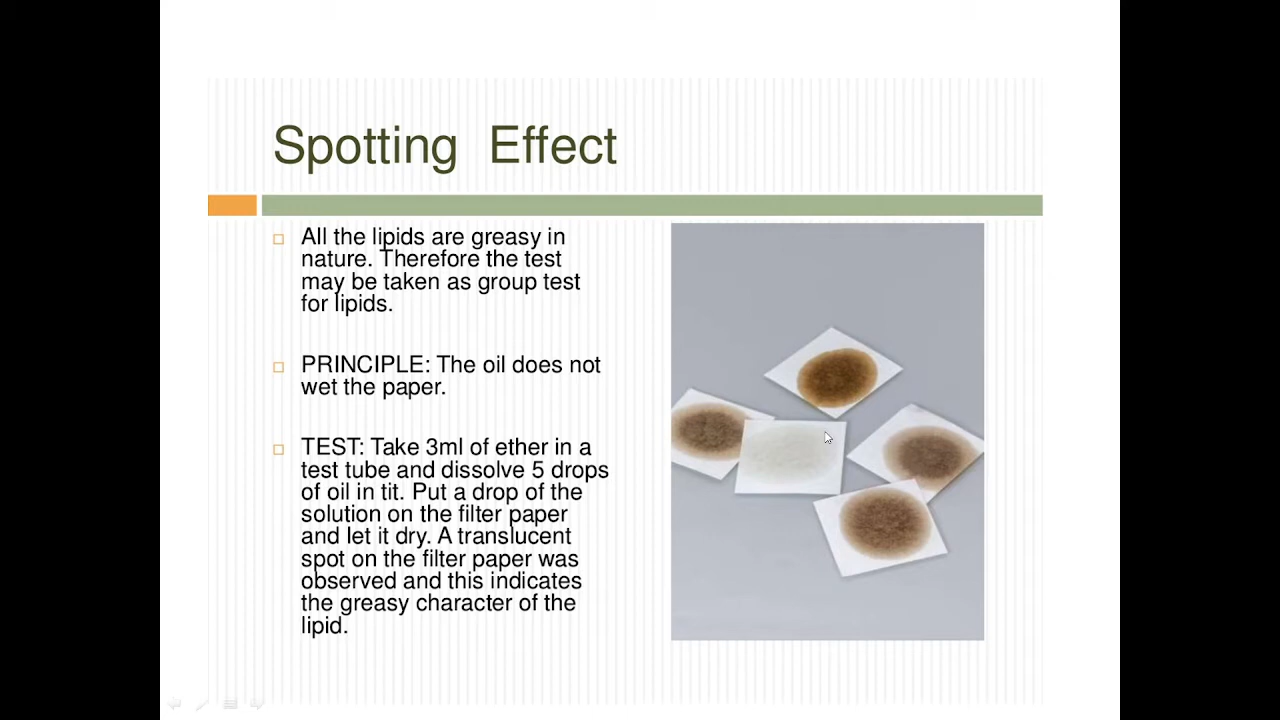 Spotting Effect
All the lipids are greasy in
nature. Therefore the test
may be taken as group test
for lipids.
PRINCIPLE: The oil does not
wet the paper.
TEST: Take 3ml of ether in a
test tube and dissolve 5 drops
of oil in tit. Put a drop of the
solution on the filter paper
and let it dry. A translucent
spot on the filter paper was
observed and this indicates
the greasy character of the
lipid.